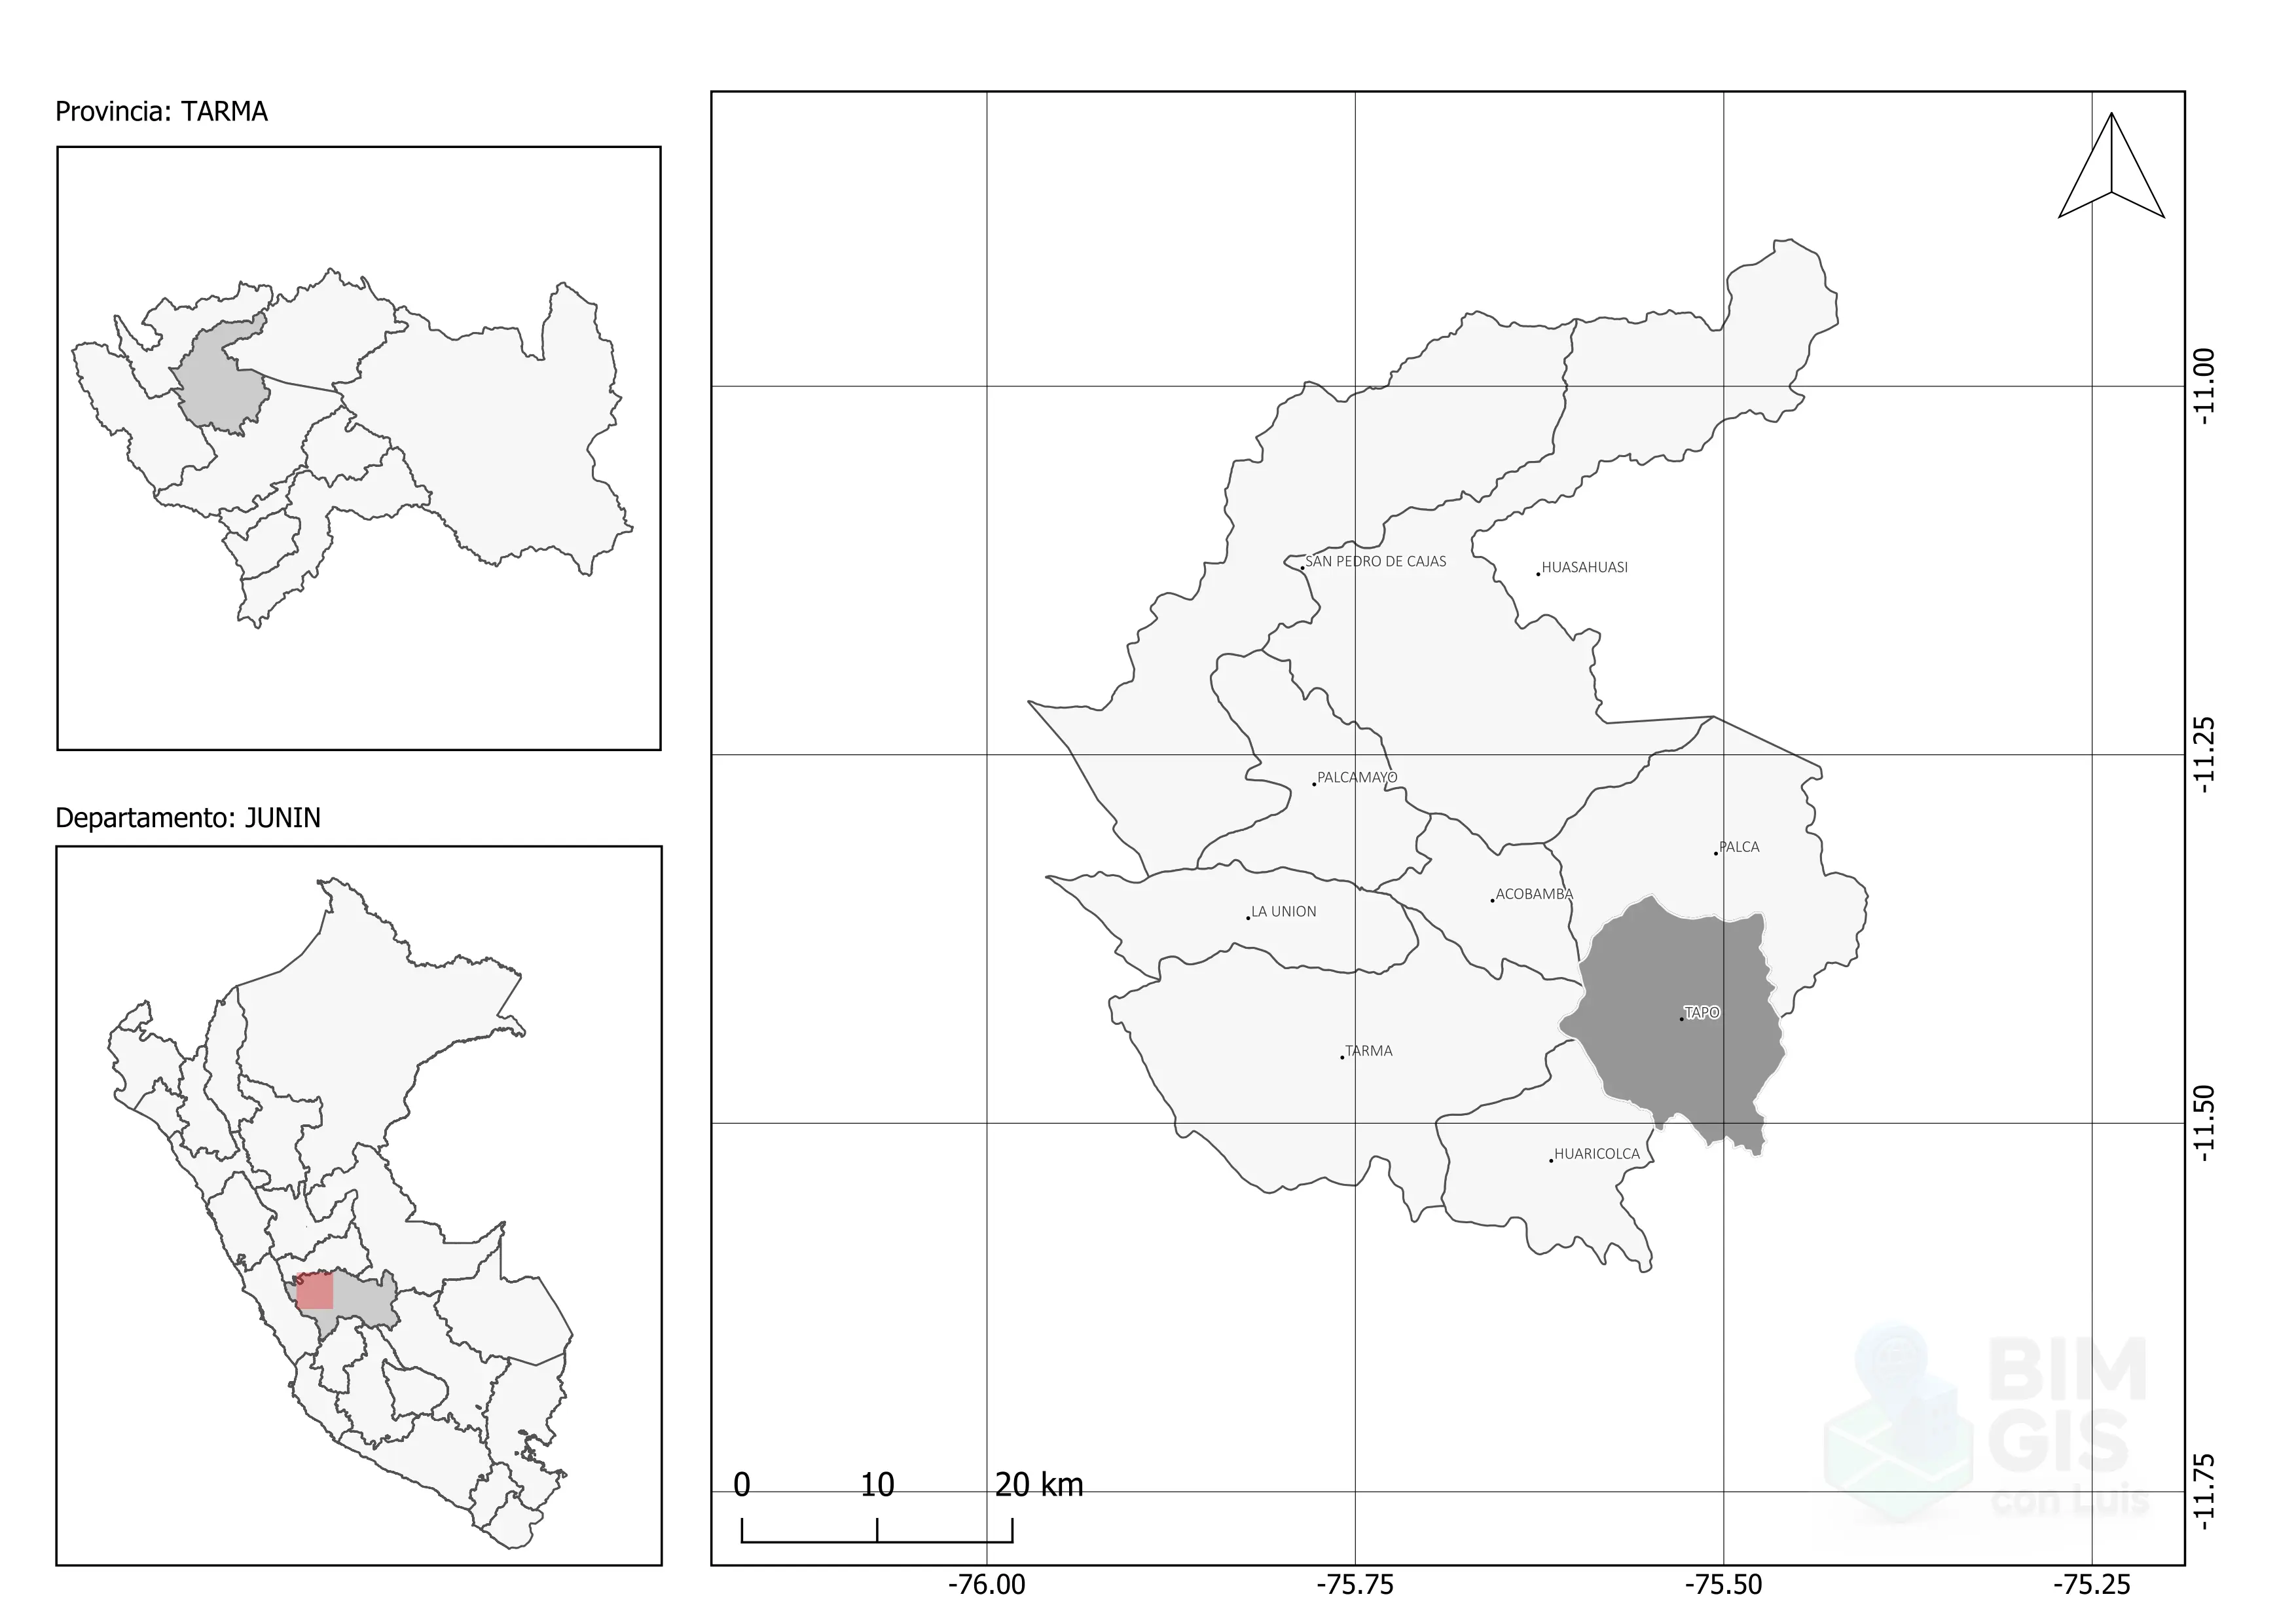 Provincia: TARMA
Departamento: JUNIN
SAN PEDRO DE CAJAS
HUASAHUASI
PALCAMAYO
PALCA
ACOBAMBA
LA UNION
TAPO
TARMA
HUARICOLCA
-11.00
-11.25
-11.50
-11.75
0 10 20 km
-76.00 -75.75 -75.50 -75.25
BIM
GIS
con Luis